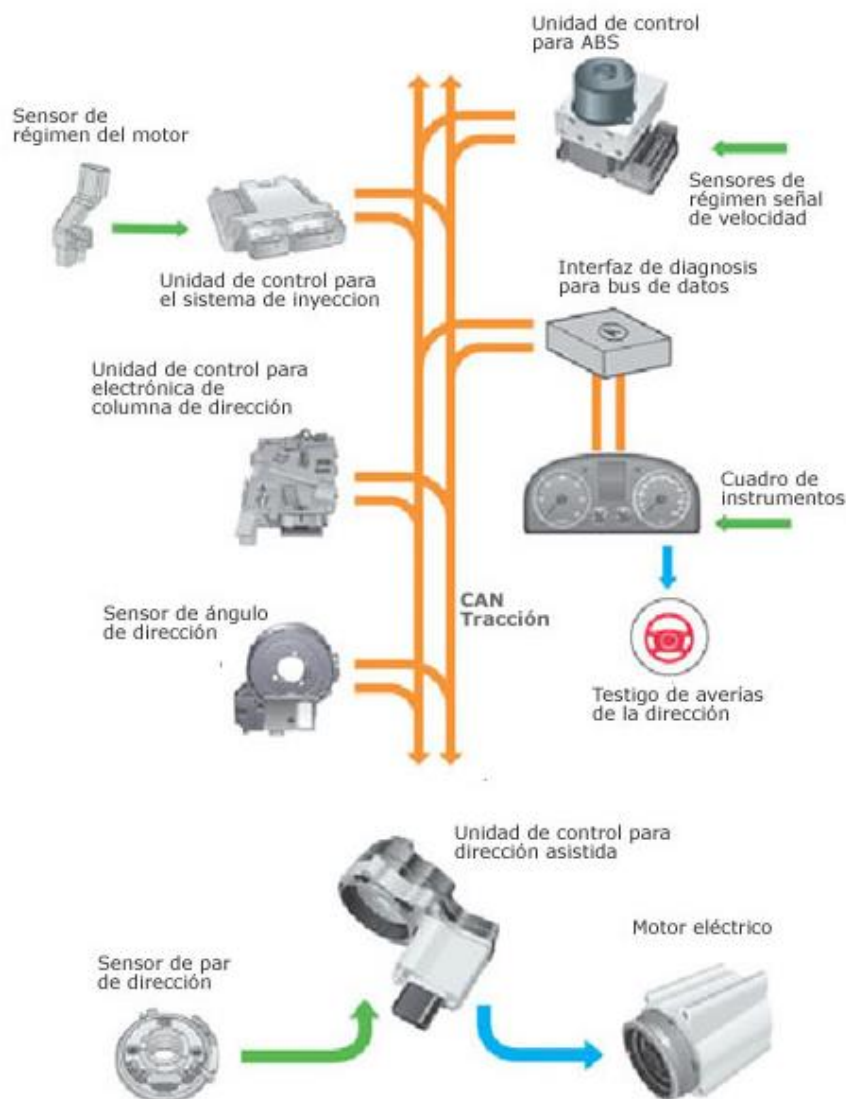 Unidad de control
para ABS
Sensor de
régimen del motor
Sensores de
régimen señal
de velocidad
Unidad de control para
el sistema de inyeccion
Interfaz de diagnosis
para bus de datos
Unidad de control para
electrónica de
columna de dirección
Cuadro de
instrumentos
CAN
Tracción
Sensor de ángulo
de dirección
Testigo de averías
de la dirección
Unidad de control para
dirección asistida
Motor eléctrico
Sensor de par
de dirección